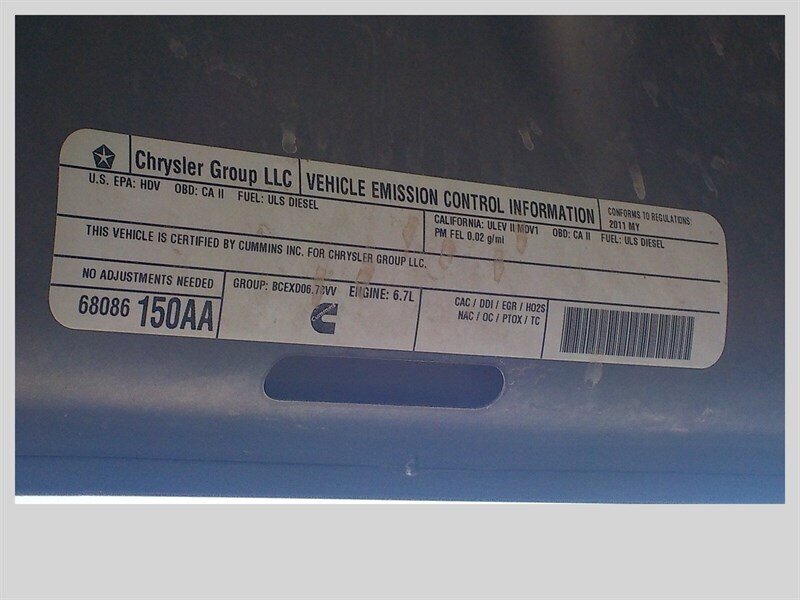 Chrysler Group LLC
VEHICLE EMISSION CONTROL INFORMATION
CONFORMS TO REGULATIONS:
2011 MY
U.S. EPA: HDV OBD: CA II FUEL: ULS DIESEL
CALIFORNIA: ULEV II MDV1 OBD: CA II FUEL: ULS DIESEL
PM FEL 0.02 g/mi
THIS VEHICLE IS CERTIFIED BY CUMMINS INC. FOR CHRYSLER GROUP LLC.
NO ADJUSTMENTS NEEDED
68086 150AA
GROUP: ENGINE: 6.7L
CAC / DDI / EGR / HO2S
NAC / OC / PTOX / TC